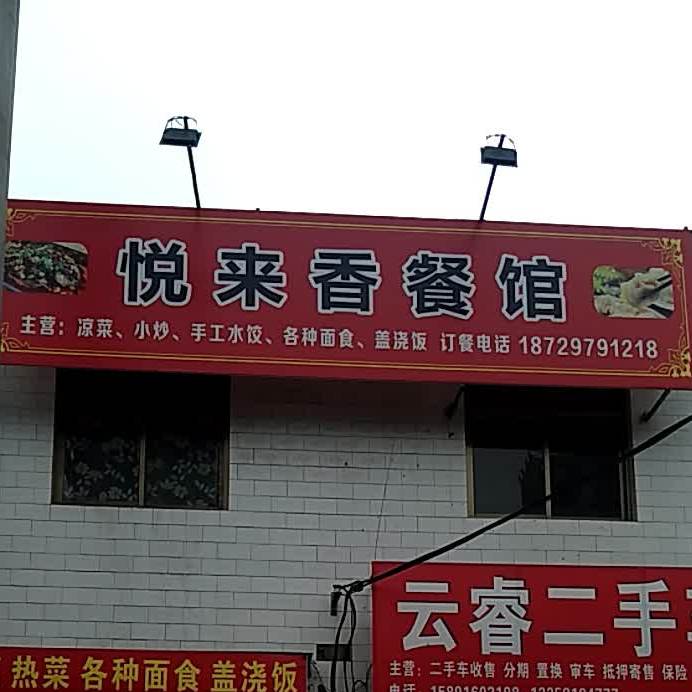 悦来香餐馆
主营：凉菜、小炒、手工水饺、各种面食、盖浇饭 订餐电话 18729791218
云睿二手
主营：二手车收售 分期 置换 审车 抵押寄售 保险
热菜 各种面食 盖浇饭
电话